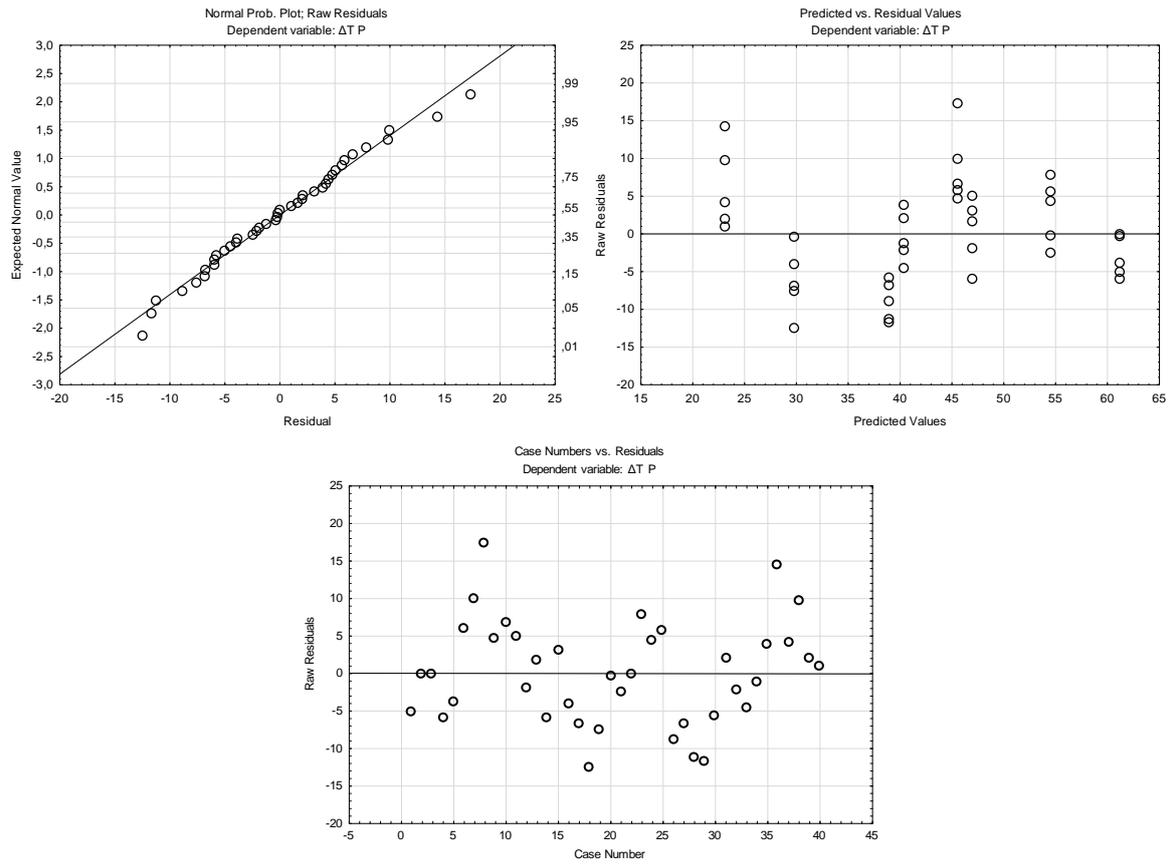 Normal Prob. Plot; Raw Residuals
Dependent variable: ΔT P
3,0
2,5
2,0
1,5
1,0
0,5
0,0
-0,5
-1,0
-1,5
-2,0
-2,5
-3,0
Expected Normal Value
,99
,95
,75
,55
,35
,15
,05
,01
-20 -15 -10 -5 0 5 10 15 20 25
Residual
Predicted vs. Residual Values
Dependent variable: ΔT P
25
20
15
10
5
0
-5
-10
-15
-20
Raw Residuals
15 20 25 30 35 40 45 50 55 60 65
Predicted Values
Case Numbers vs. Residuals
Dependent variable: ΔT P
25
20
15
10
5
0
-5
-10
-15
-20
Raw Residuals
-5 0 5 10 15 20 25 30 35 40 45
Case Number